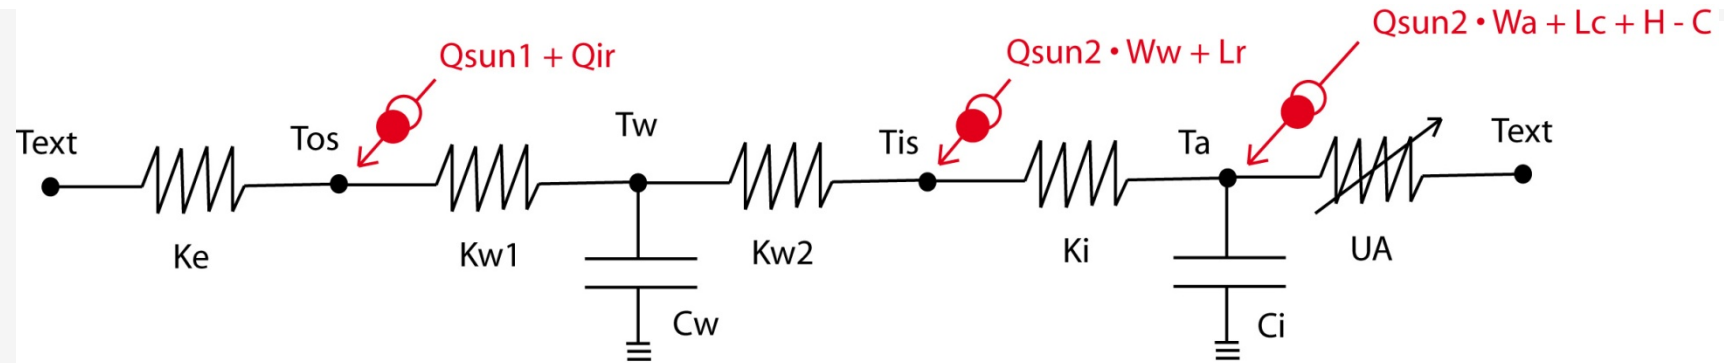 Qsun2 • Wa + Lc + H - C
Qsun1 + Qir
Qsun2 • Ww + Lr
Text
Tos
Tw
Tis
Ta
Text
Ke
Kw1
Kw2
Ki
UA
Cw
Ci